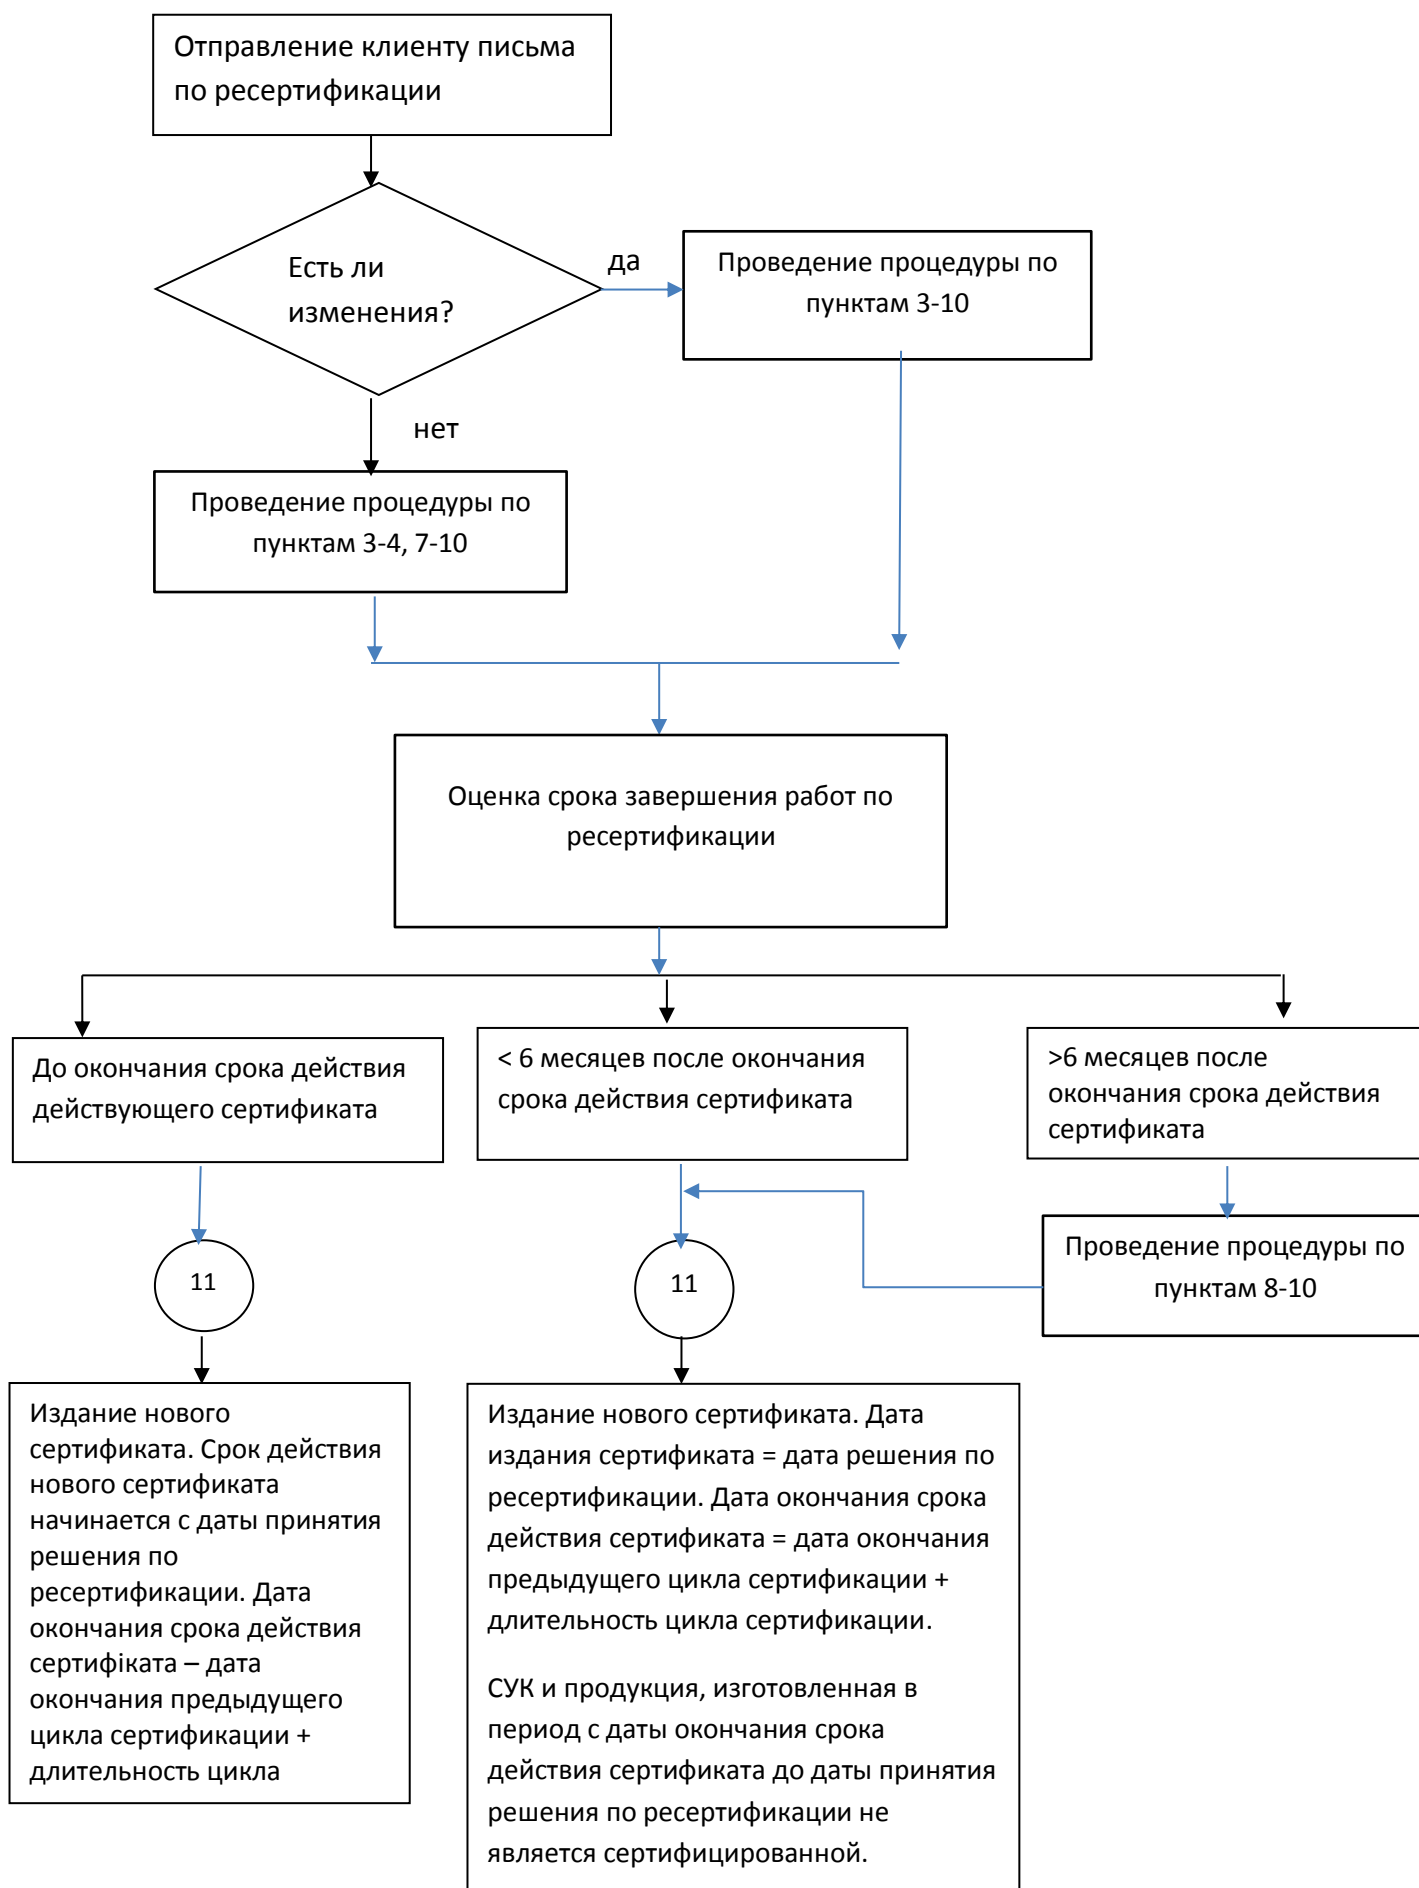 Отправление клиенту письма
по ресертификации
Есть ли
изменения?
да
Проведение процедуры по
пунктам 3-10
нет
Проведение процедуры по
пунктам 3-4, 7-10
Оценка срока завершения работ по
ресертификации
До окончания срока действия
действующего сертификата
< 6 месяцев после окончания
срока действия сертификата
>6 месяцев после
окончания срока действия
сертификата
Проведение процедуры по
пунктам 8-10
11
11
Издание нового
сертификата. Срок действия
нового сертификата
начинается с даты принятия
решения по
ресертификации. Дата
окончания срока действия
сертифіката – дата
окончания предыдущего
цикла сертификации +
длительность цикла
Издание нового сертификата. Дата
издания сертификата = дата решения по
ресертификации. Дата окончания срока
действия сертификата = дата окончания
предыдущего цикла сертификации +
длительность цикла сертификации.
СУК и продукция, изготовленная в
период с даты окончания срока
действия сертификата до даты принятия
решения по ресертификации не
является сертифицированной.